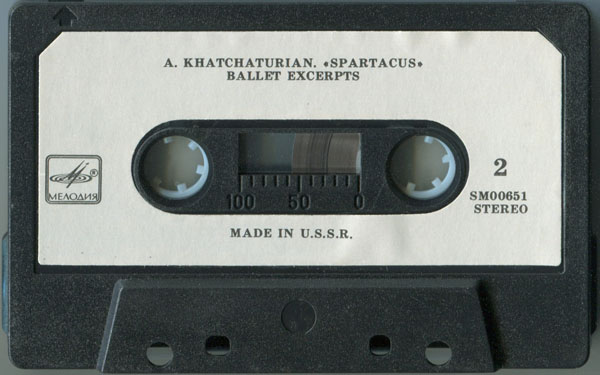 A. KHATCHATURIAN. «SPARTACUS»
BALLET EXCERPTS
МЕЛОДИЯ ®
100 50 0
2
SM00651
STEREO
MADE IN U.S.S.R.